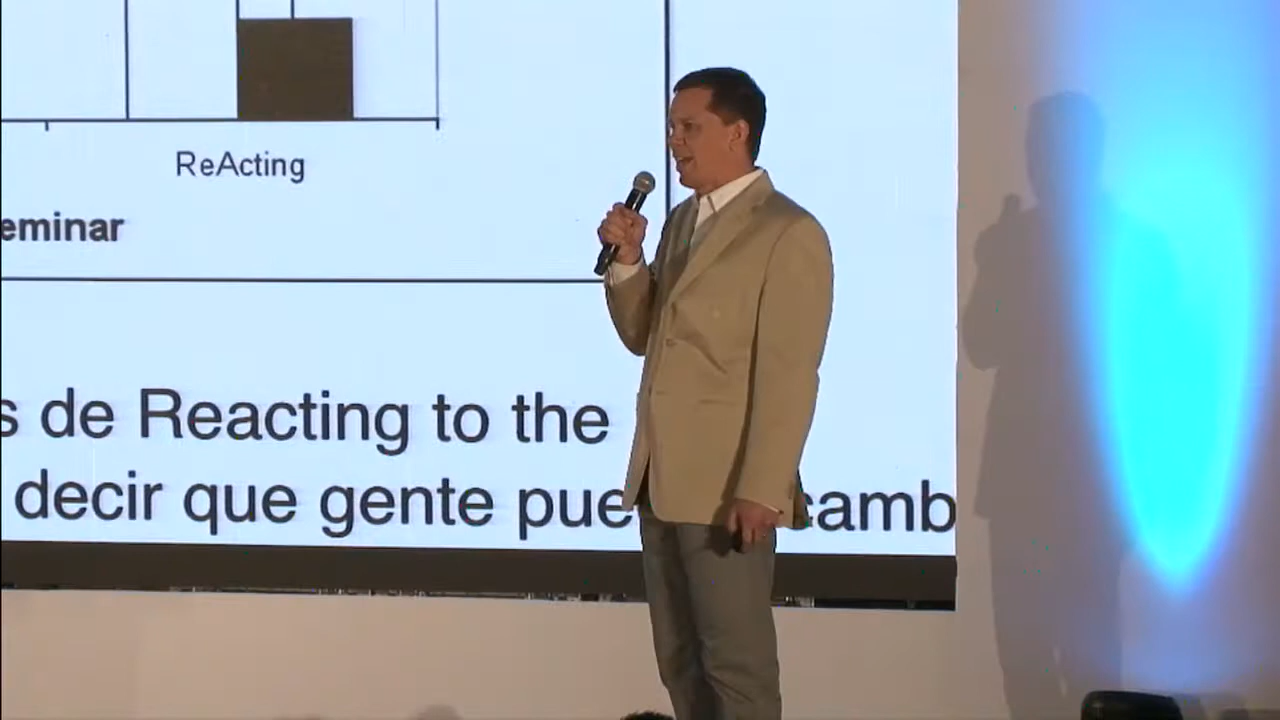 ReActing
eminar
s de Reacting to the
decir que gente pue camb